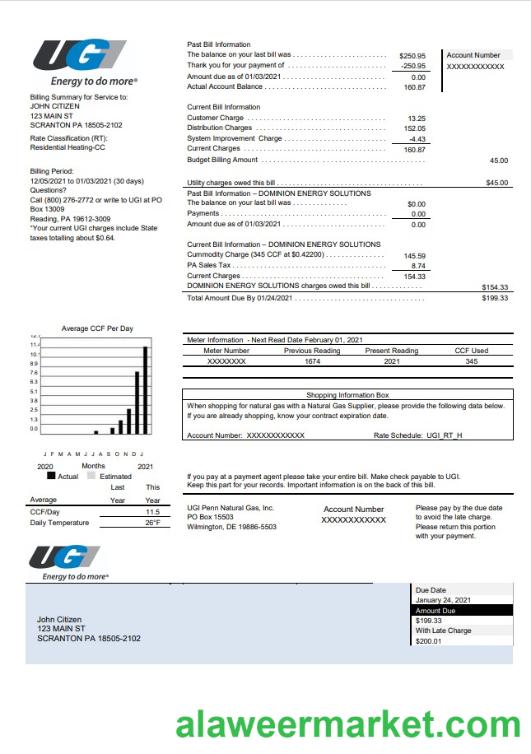 UGI
Energy to do more®
Billing Summary for Service to:
JOHN CITIZEN
123 MAIN ST
SCRANTON PA 18505-2102
Rate Classification (RT):
Residential Heating-CC
Billing Period:
12/05/2021 to 01/03/2021 (30 days)
Questions?
Call (800) 276-2772 or write to UGI at PO
Box 13009
Reading, PA 19612-3009
"Your current UGI charges include State
taxes totalling about $0.64.
Past Bill Information
The balance on your last bill was $250.95
Thank you for your payment of -250.95
Amount due as of 01/03/2021 0.00
Actual Account Balance 160.87
Account Number
XXXXXXXXXXXX
Current Bill Information
Customer Charge 13.25
Distribution Charges 152.05
System Improvement Charge -4.43
Current Charges 160.87
Budget Billing Amount 45.00
Utility charges owed this bill $45.00
Past Bill Information – DOMINION ENERGY SOLUTIONS
The balance on your last bill was $0.00
Payments 0.00
Amount due as of 01/03/2021 0.00
Current Bill Information – DOMINION ENERGY SOLUTIONS
Commodity Charge (345 CCF at $0.42200) 145.59
PA Sales Tax 8.74
Current Charges 154.33
DOMINION ENERGY SOLUTIONS charges owed this bill $154.33
Total Amount Due By 01/24/2021 $199.33
Average CCF Per Day
11.4
10.1
8.9
7.6
6.3
5.1
3.8
2.5
1.3
0.0
J F M A M J J A S O N D J
2020 Months 2021
Actual Estimated
Last This
Average Year Year
CCF/Day 11.5
Daily Temperature 26°F
Meter Information - Next Read Date February 01, 2021
Meter Number Previous Reading Present Reading CCF Used
XXXXXXXX 1674 2021 345
Shopping Information Box
When shopping for natural gas with a Natural Gas Supplier, please provide the following data below.
If you are already shopping, know your contract expiration date.
Account Number: XXXXXXXXXXXX Rate Schedule: UGI_RT_H
If you pay at a payment agent please take your entire bill. Make check payable to UGI.
Keep this part for your records. Important information is on the back of this bill.
UGI Penn Natural Gas, Inc.
PO Box 15503
Wilmington, DE 19886-5503
Account Number
XXXXXXXXXXXX
Please pay by the due date
to avoid the late charge.
Please return this portion
with your payment.
UGI
Energy to do more®
John Citizen
123 MAIN ST
SCRANTON PA 18505-2102
Due Date
January 24, 2021
Amount Due
$199.33
With Late Charge
$200.01
alaweermarket.com